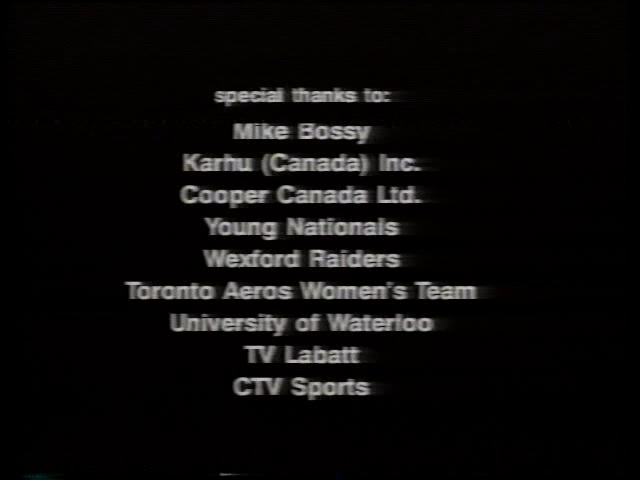 special thanks to:
Mike Bossy
Karhu (Canada) Inc.
Cooper Canada Ltd.
Young Nationals
Wexford Raiders
Toronto Aeros Women's Team
University of Waterloo
TV Labatt
CTV Sports